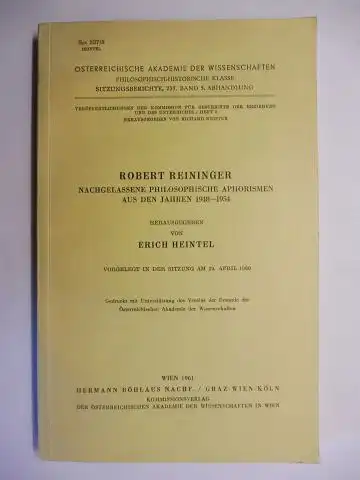 HEINTEL
ÖSTERREICHISCHE AKADEMIE DER WISSENSCHAFTEN
PHILOSOPHISCH-HISTORISCHE KLASSE
SITZUNGSBERICHTE, 237. BAND 5. ABHANDLUNG
VERÖFFENTLICHUNGEN DER KOMMISSION FÜR GESCHICHTE DER ERZIEHUNG
UND DES UNTERRICHTES / HEFT
HERAUSGEGEBEN VON RICHARD MEISTER
ROBERT REININGER
NACHGELASSENE PHILOSOPHISCHE APHORISMEN
AUS DEN JAHREN 1948–1954
HERAUSGEGEBEN
VON
ERICH HEINTEL
VORGELEGT IN DER SITZUNG AM APRIL 1960
Gedruckt mit Unterstützung des Vereins der Freunde der
Österreichischen Akademie der Wissenschaften
WIEN 1961
HERMANN BÖHLAUS NACHF. / GRAZ-WIEN-KÖLN
KOMMISSIONSVERLAG
DER ÖSTERREICHISCHEN AKADEMIE DER WISSENSCHAFTEN IN WIEN